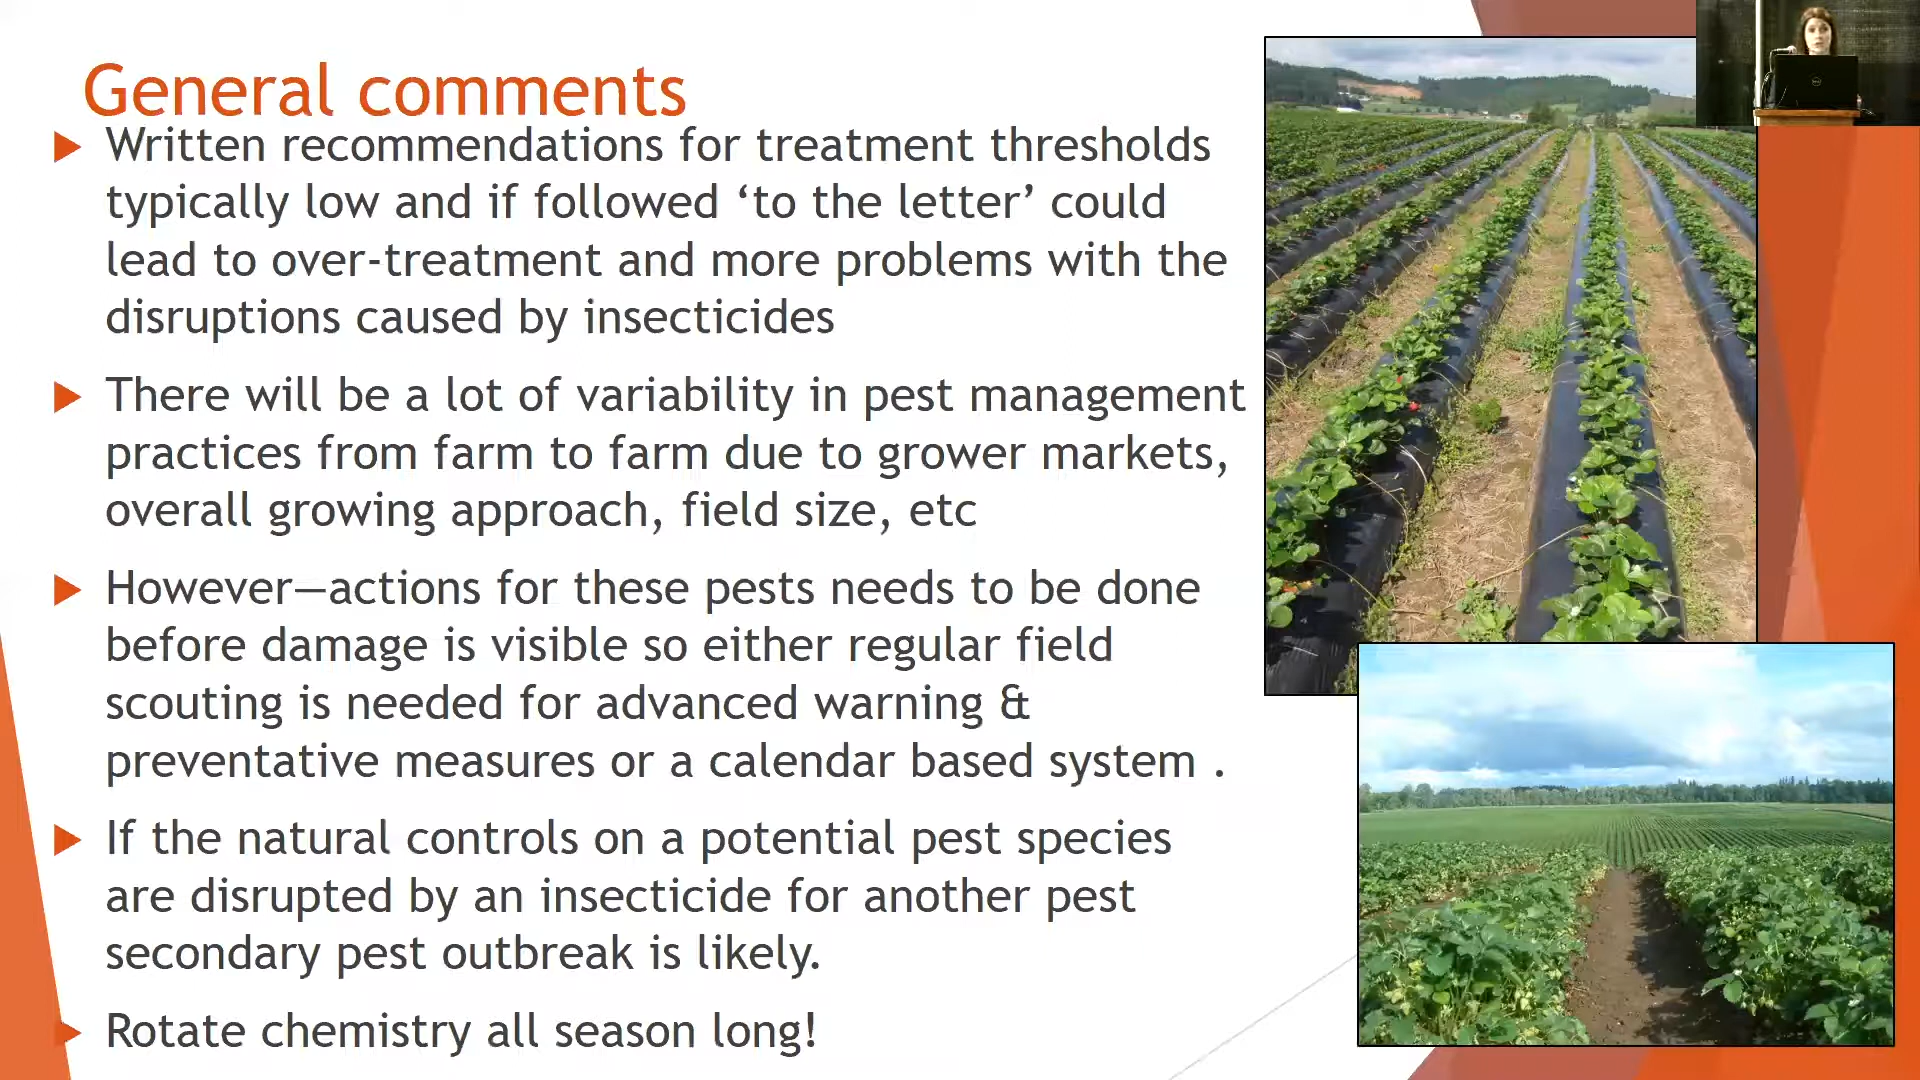 General comments
Written recommendations for treatment thresholds
typically low and if followed ‘to the letter’ could
lead to over-treatment and more problems with the
disruptions caused by insecticides
There will be a lot of variability in pest management
practices from farm to farm due to grower markets,
overall growing approach, field size, etc
However—actions for these pests needs to be done
before damage is visible so either regular field
scouting is needed for advanced warning &
preventative measures or a calendar based system .
If the natural controls on a potential pest species
are disrupted by an insecticide for another pest
secondary pest outbreak is likely.
Rotate chemistry all season long!